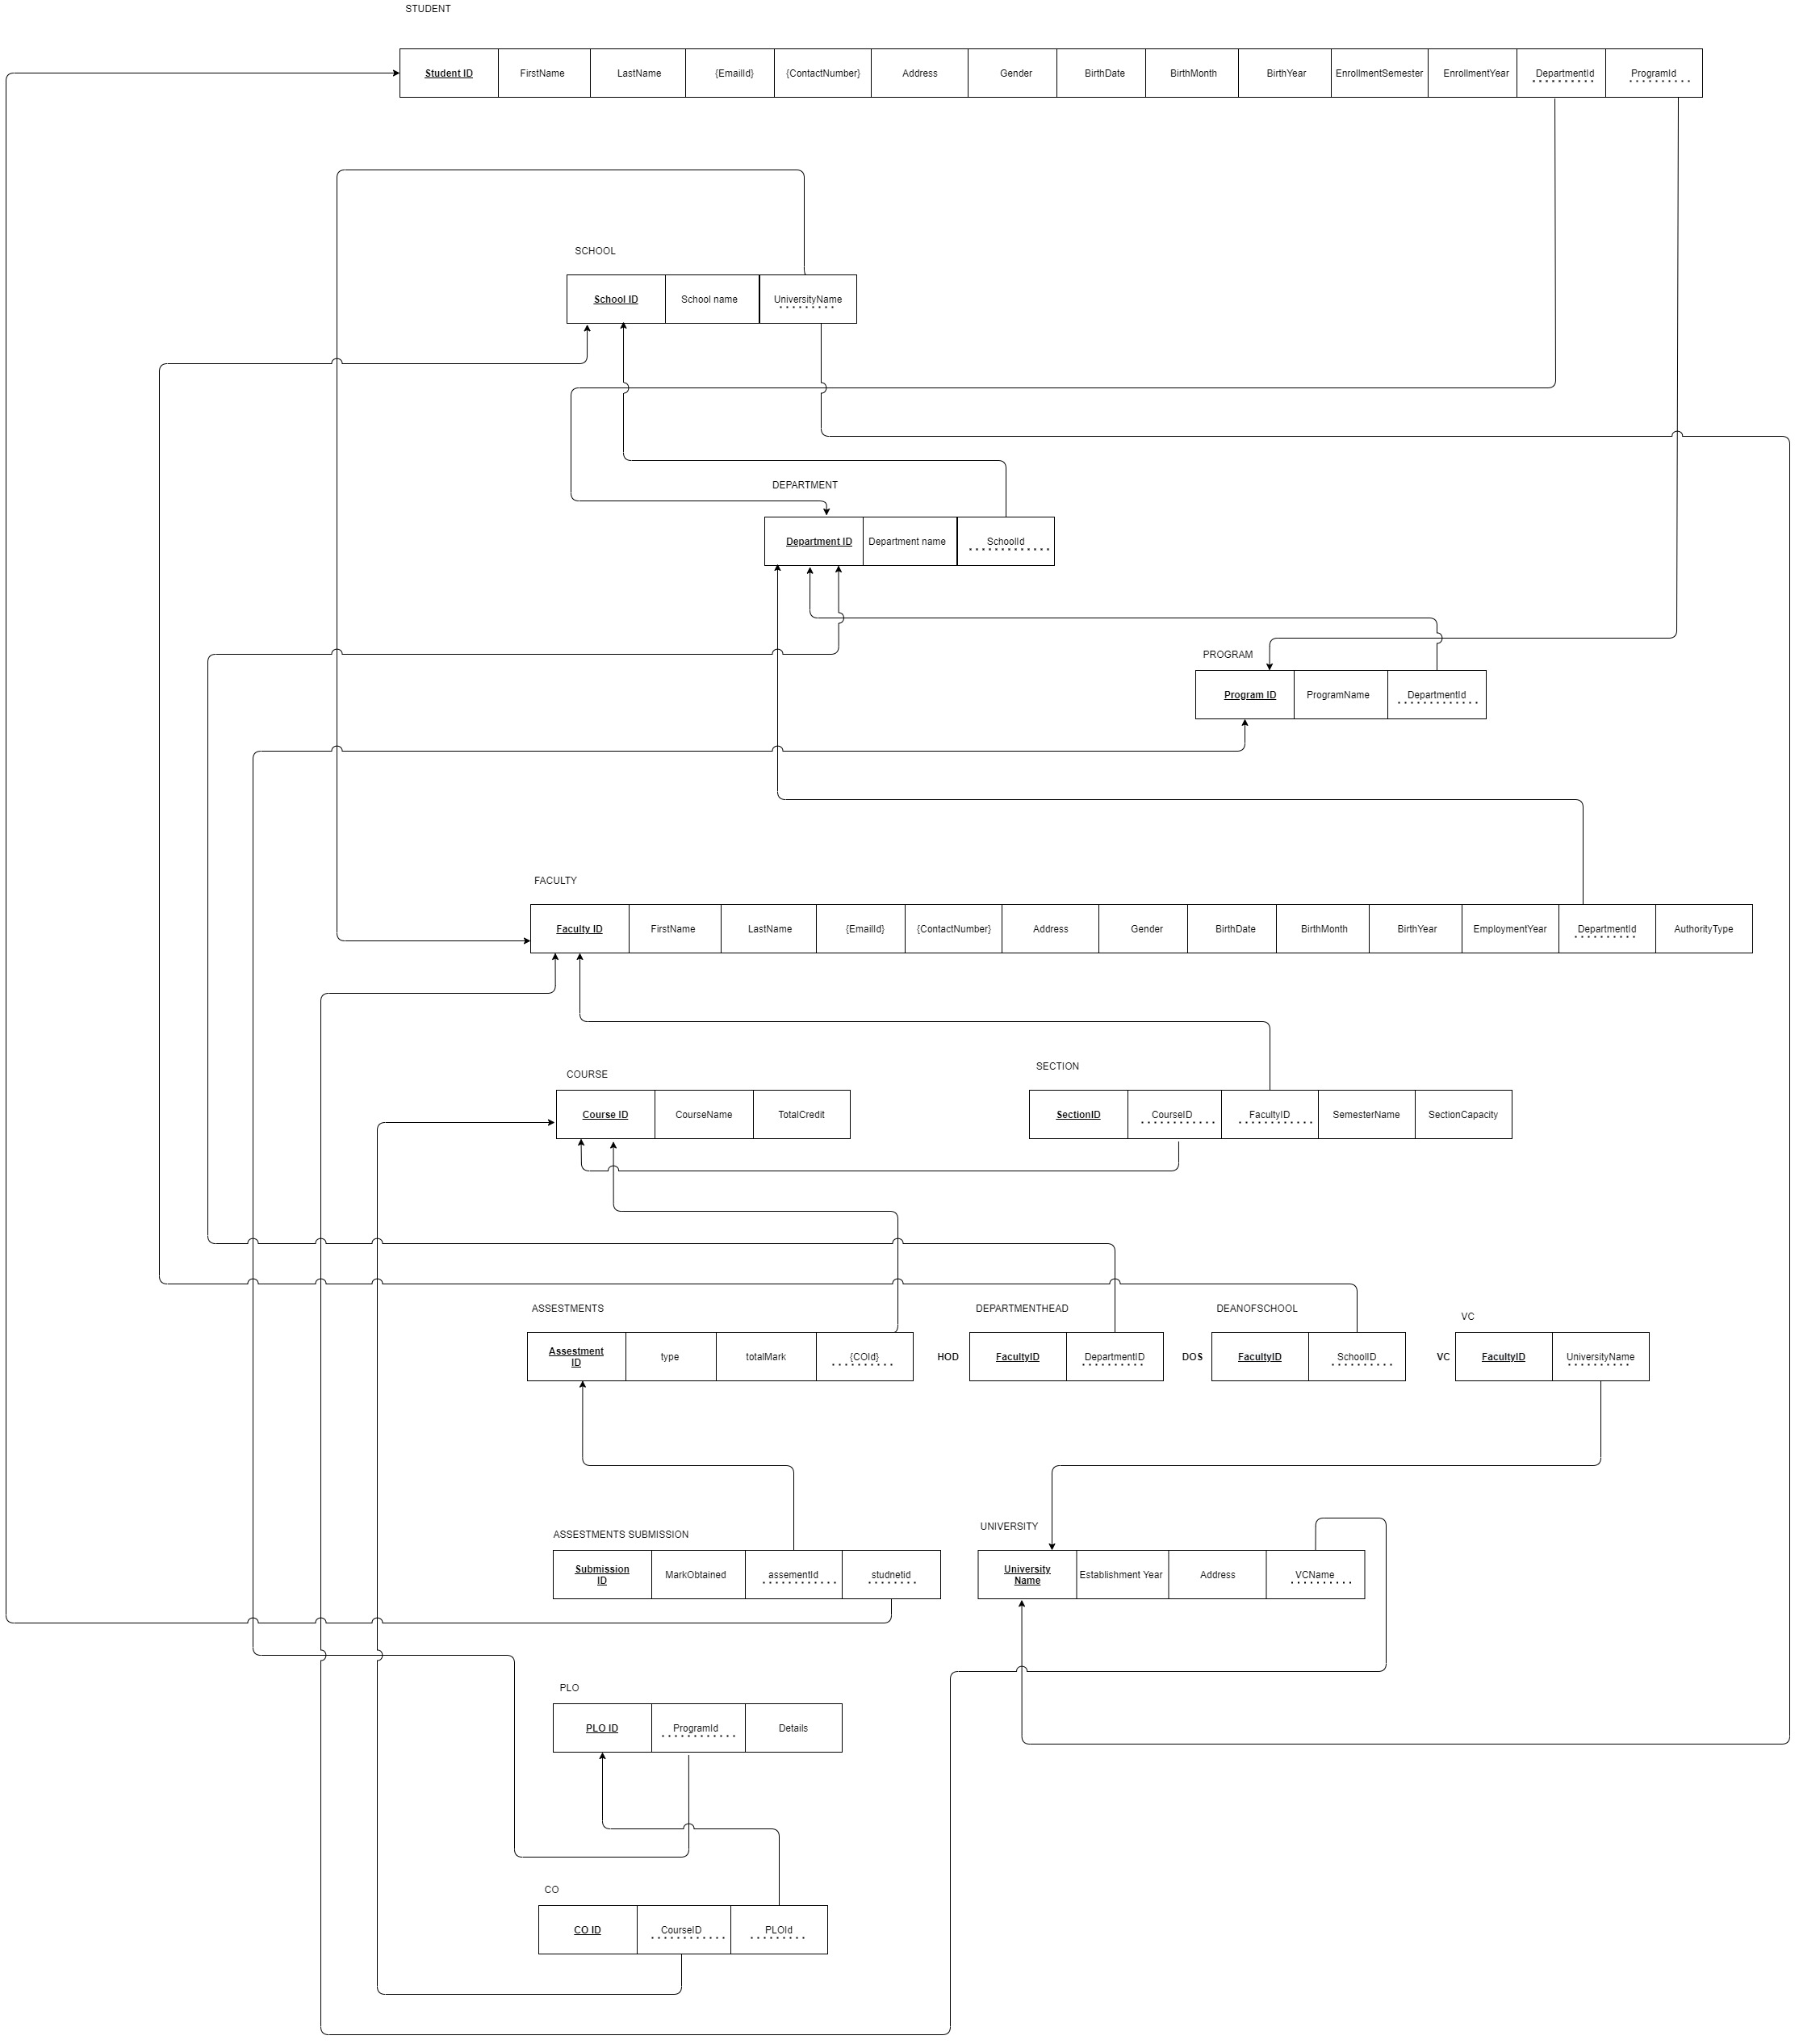 STUDENT
Student ID FirstName LastName {EmailId} {ContactNumber} Address Gender BirthDate BirthMonth BirthYear EnrollmentSemester EnrollmentYear DepartmentId ProgramId
SCHOOL
School ID School name UniversityName
DEPARTMENT
Department ID Department name SchoolId
PROGRAM
Program ID ProgramName DepartmentId
FACULTY
Faculty ID FirstName LastName {EmailId} {ContactNumber} Address Gender BirthDate BirthMonth BirthYear EmploymentYear DepartmentId AuthorityType
COURSE
Course ID CourseName TotalCredit
SECTION
SectionID CourseID FacultyID SemesterName SectionCapacity
ASSESTMENTS
Assestment
ID
type totalMark {COId}
DEPARTMENTHEAD
HOD FacultyID DepartmentID
DEANOFSCHOOL
DOS FacultyID SchoolID
VC
VC FacultyID UniversityName
ASSESTMENTS SUBMISSION
Submission
ID
MarkObtained assementId studnetid
UNIVERSITY
University
Name
Establishment Year Address VCName
PLO
PLO ID ProgramId Details
CO
CO ID CourseID PLOId